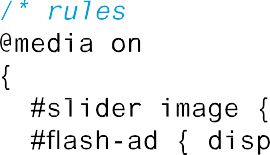 /* rules
@media on
{
#slider image {
#flash-ad { disp